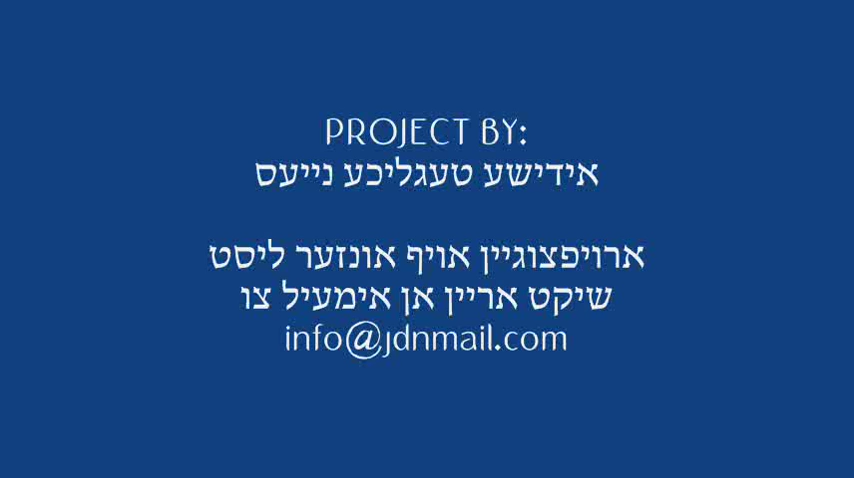 PROJECT BY:
אידישע טעגליכע נייעס
ארויפצוגיין אויף אונזער ליסט
שיקט אריין אן אימעיל צו
info@jdnmail.com